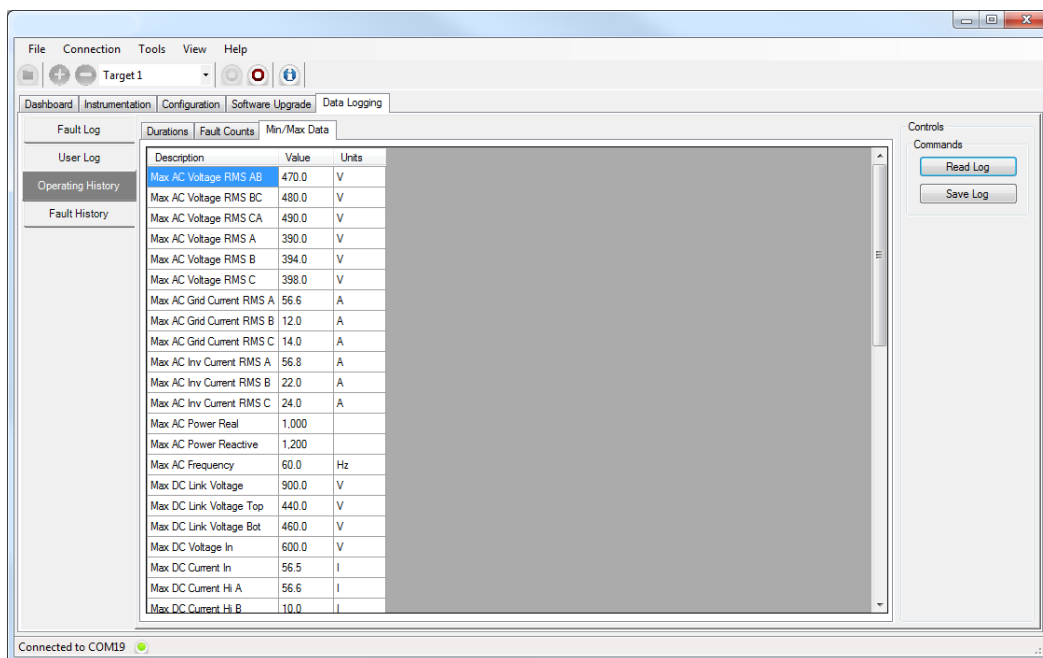 File Connection Tools View Help
Target 1
Dashboard Instrumentation Configuration Software Upgrade Data Logging
Fault Log
User Log
Operating History
Fault History
Durations Fault Counts Min/Max Data
Description Value Units
Max AC Voltage RMS AB 470.0 V
Max AC Voltage RMS BC 480.0 V
Max AC Voltage RMS CA 490.0 V
Max AC Voltage RMS A 390.0 V
Max AC Voltage RMS B 394.0 V
Max AC Voltage RMS C 398.0 V
Max AC Grid Current RMS A 56.6 A
Max AC Grid Current RMS B 12.0 A
Max AC Grid Current RMS C 14.0 A
Max AC Inv Current RMS A 56.8 A
Max AC Inv Current RMS B 22.0 A
Max AC Inv Current RMS C 24.0 A
Max AC Power Real 1,000
Max AC Power Reactive 1,200
Max AC Frequency 60.0 Hz
Max DC Link Voltage 900.0 V
Max DC Link Voltage Top 440.0 V
Max DC Link Voltage Bot 460.0 V
Max DC Voltage In 600.0 V
Max DC Current In 56.5 I
Max DC Current Hi A 56.6 I
Max DC Current Hi B 10.0 I
Controls
Commands
Read Log
Save Log
Connected to COM19